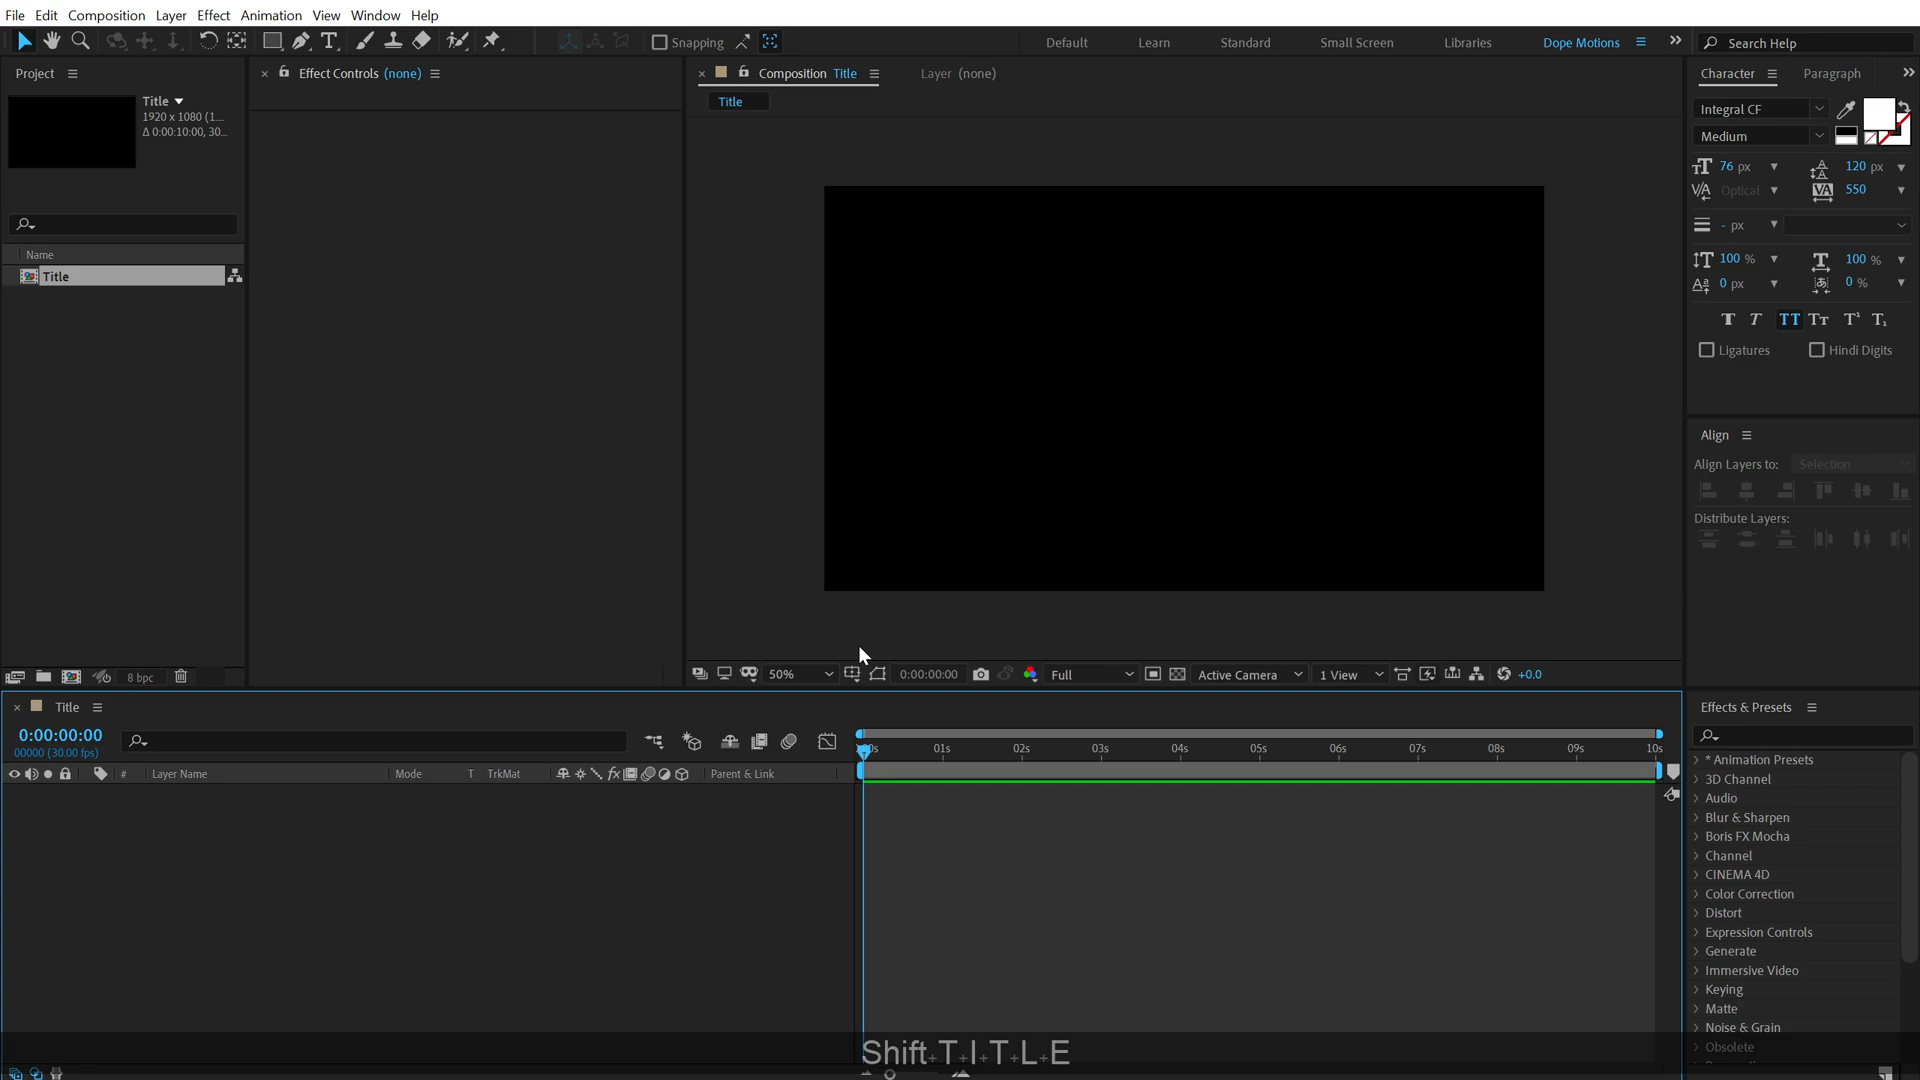 File Edit Composition Layer Effect Animation View Window Help
Snapping Default Learn Standard Small Screen Libraries Dope Motions Search Help
Project
Effect Controls (none)
Composition Title
Layer (none)
Character Paragraph
Title
1920 x 1080 (1....
Δ 0:00:10:00, 30...
Title
Integral CF
Medium
76 px 120 px
Optical 550
- px
100 % 100 %
0 px 0 %
T T TT Tт T¹ T₁
Ligatures Hindi Digits
Name
Title
Align
Align Layers to: Selection
Distribute Layers:
8 bpc
50% 0:00:00:00 Full Active Camera 1 View +0.0
Title
0:00:00:00
00000 (30.00 fps)
01s 02s 03s 04s 05s 06s 07s 08s 09s 10s
# Layer Name Mode T TrkMat Parent & Link
Effects & Presets
* Animation Presets
3D Channel
Audio
Blur & Sharpen
Boris FX Mocha
Channel
CINEMA 4D
Color Correction
Distort
Expression Controls
Generate
Immersive Video
Keying
Matte
Noise & Grain
Obsolete
Shift+T+I+T+L+E